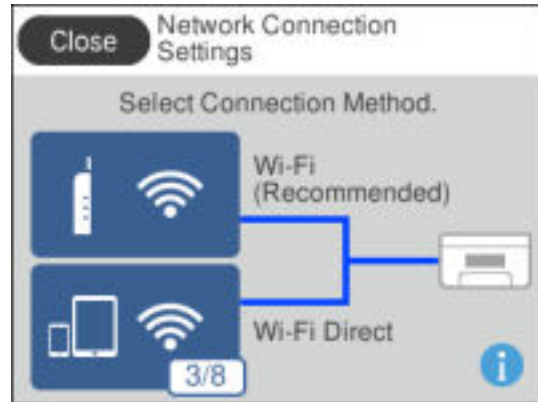 Close
Network Connection
Settings
Select Connection Method.
Wi-Fi
(Recommended)
Wi-Fi Direct
3/8
i